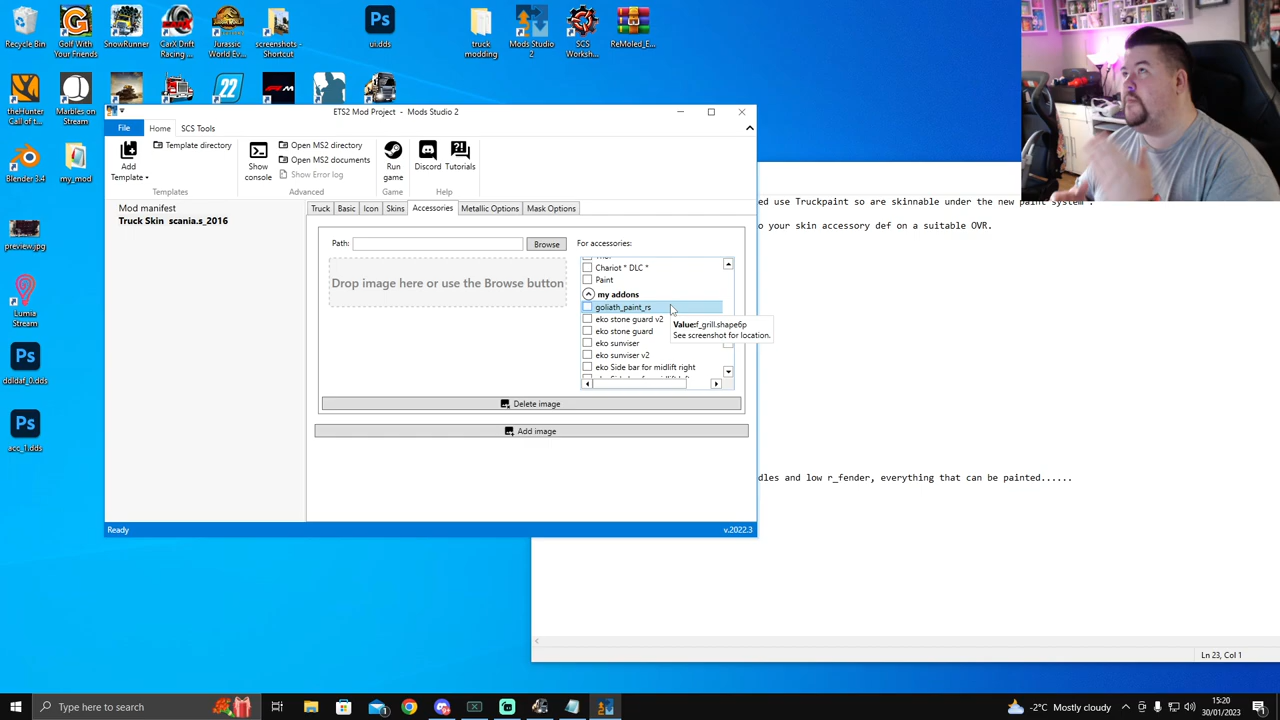 Recycle Bin
Golf With
Your Friends
SnowRunner
CarX Drift
Racing ...
Jurassic
World Ev...
screenshots -
Shortcut
ui.dds
truck
modding
Mods Studio
2
SCS
Worksh...
ReMoled_E...
theHunter
Call of t...
Marbles on
Stream
22
Blender 3.4
my_mod
preview.jpg
Lumia
Stream
acc_1.dds
ETS2 Mod Project - Mods Studio 2
File
Home
SCS Tools
Add
Template
Template directory
Templates
Show
console
Open MS2 directory
Open MS2 documents
Show Error log
Advanced
Run
game
Game
Discord
Tutorials
Help
Mod manifest
Truck Skin scania.s_2016
Truck
Basic
Icon
Skins
Accessories
Metallic Options
Mask Options
Path:
Browse
For accessories:
Drop image here or use the Browse button
Chariot * DLC *
Paint
my addons
goliath_paint_rs
eko stone guard v2
eko stone guard
eko sunviser
eko sunviser v2
eko Side bar for midlift right
Value:f_grill.shape6p
See screenshot for location.
Delete image
Add image
Ready
v.2022.3
ed use Truckpaint so are skinnable under the new paint system".
o your skin accessory def on a suitable OVR.
dles and low r_fender, everything that can be painted......
Ln 23, Col 1
Type here to search
-2°C Mostly cloudy
15:20
30/01/2023